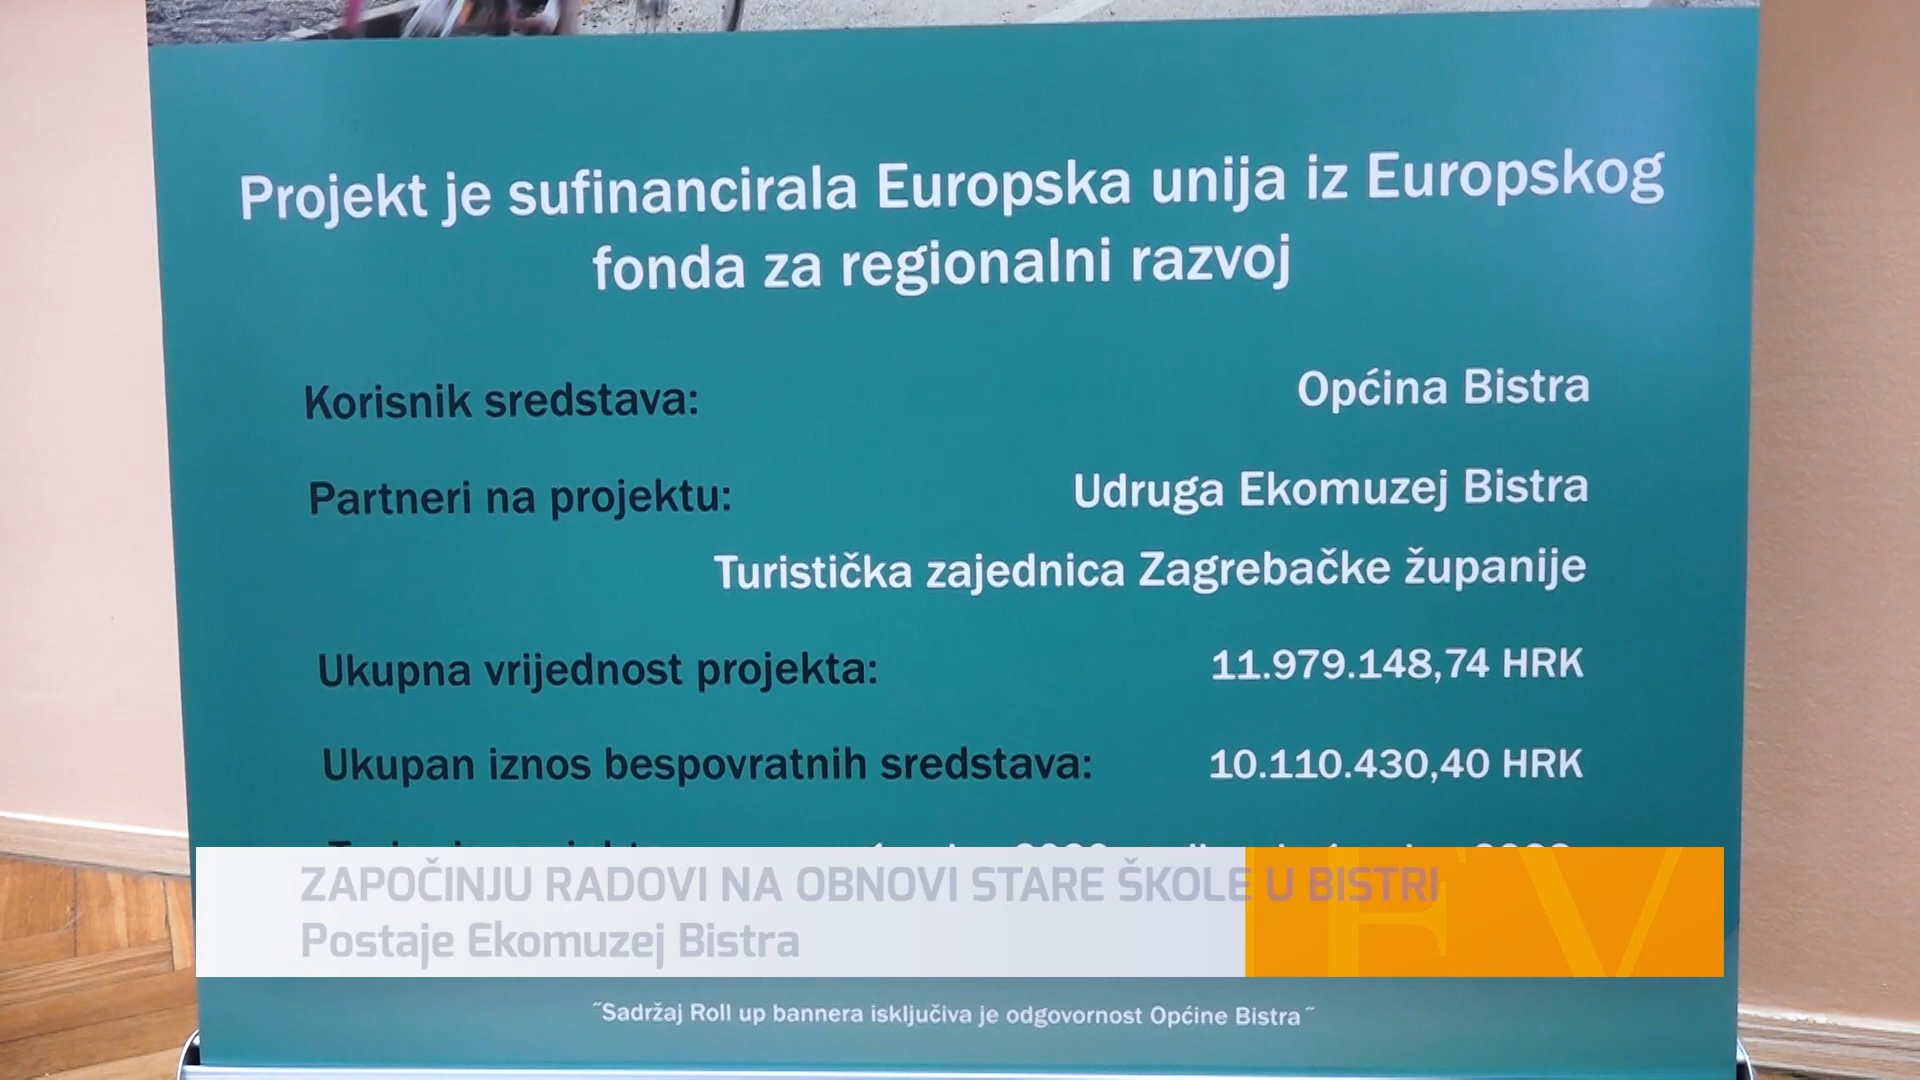 Projekt je sufinancirala Europska unija iz Europskog
fonda za regionalni razvoj
Korisnik sredstava: Općina Bistra
Partneri na projektu: Udruga Ekomuzej Bistra
Turistička zajednica Zagrebačke županije
Ukupna vrijednost projekta: 11.979.148,74 HRK
Ukupan iznos bespovratnih sredstava: 10.110.430,40 HRK
ZAPOČINJU RADOVI NA OBNOVI STARE ŠKOLE U BISTRI
Postaje Ekomuzej Bistra
˝Sadržaj Roll up bannera isključiva je odgovornost Općine Bistra˝